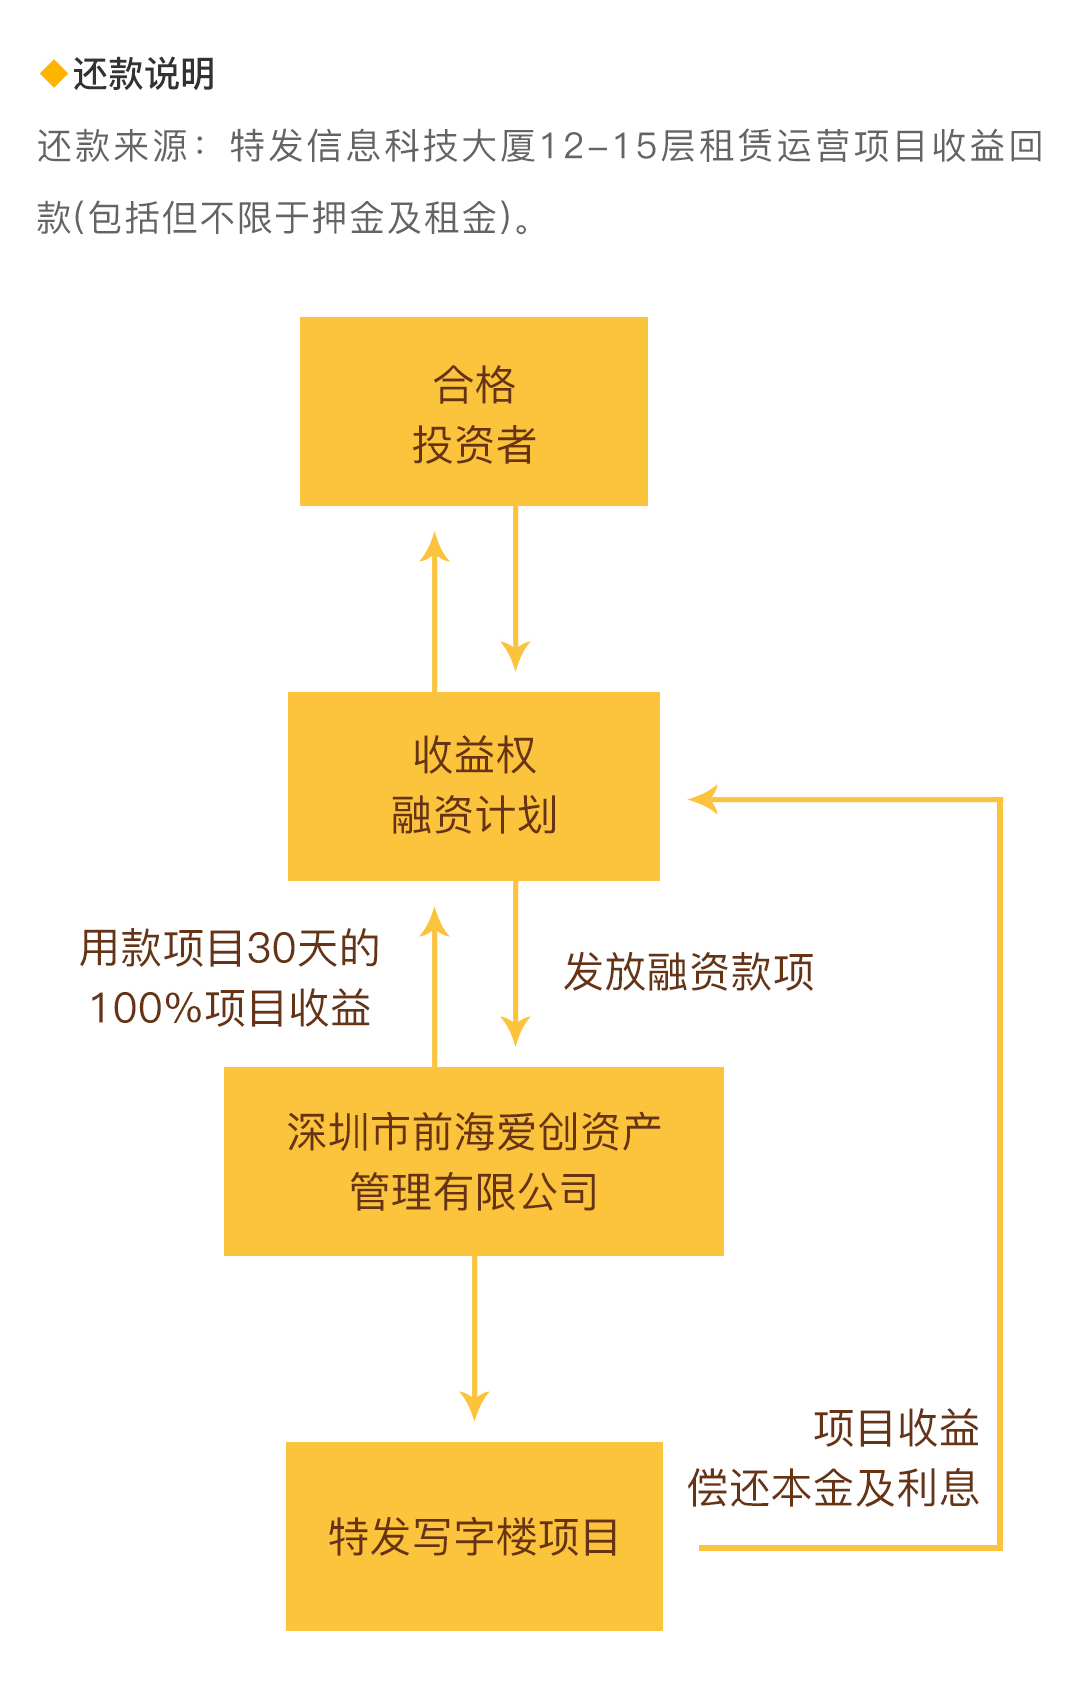 还款说明
还款来源：特发信息科技大厦12-15层租赁运营项目收益回
款(包括但不限于押金及租金)。
合格
投资者
收益权
融资计划
用款项目30天的
100%项目收益
发放融资款项
深圳市前海爱创资产
管理有限公司
项目收益
偿还本金及利息
特发写字楼项目